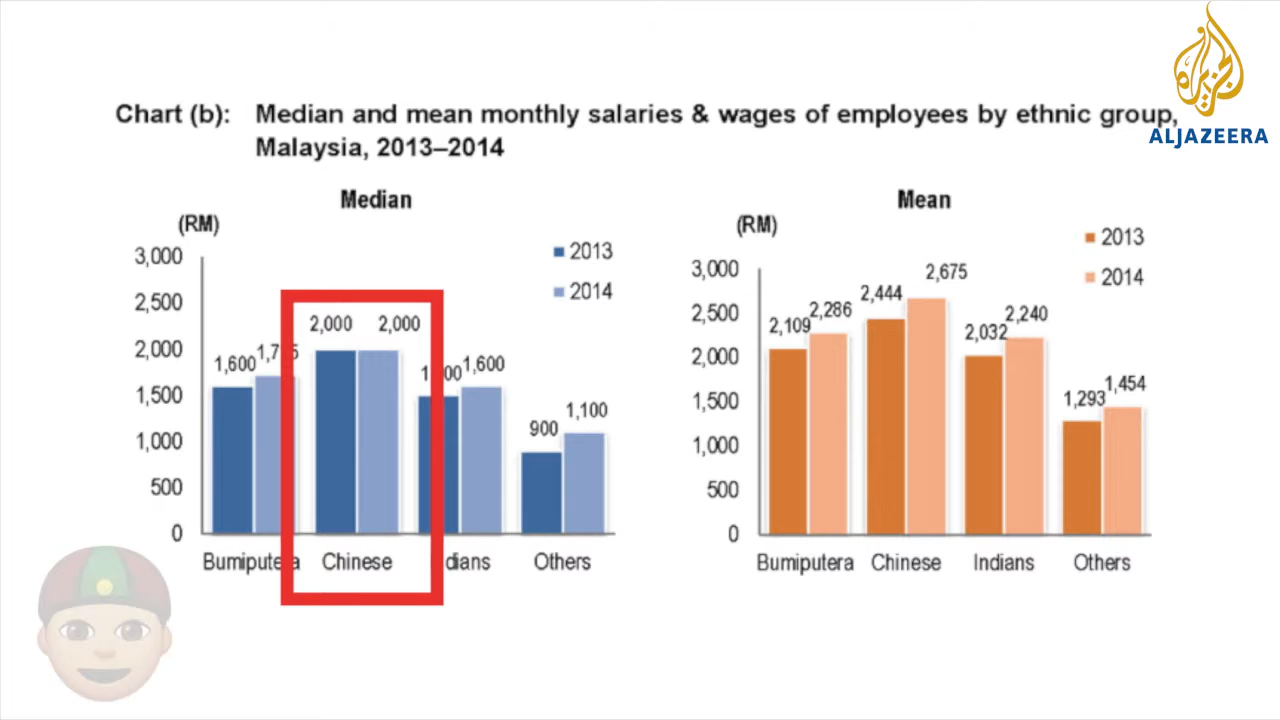 الجزيرة
ALJAZEERA
Chart (b): Median and mean monthly salaries & wages of employees by ethnic group,
Malaysia, 2013–2014
Median
(RM)
3,000
2,500
2,000
1,500
1,000
500
0
2013
2014
1,600
2,000 2,000
1,600
900 1,100
Bumiputera Chinese dians Others
Mean
(RM)
3,000
2,500
2,000
1,500
1,000
500
0
2013
2014
2,109 2,286
2,444 2,675
2,032 2,240
1,293 1,454
Bumiputera Chinese Indians Others